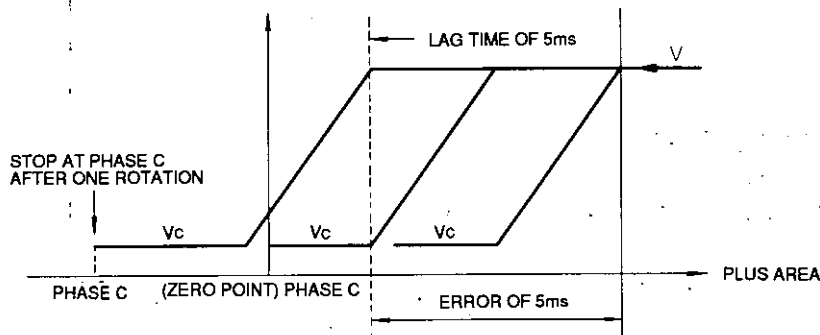 LAG TIME OF 5ms
V
STOP AT PHASE C
AFTER ONE ROTATION
Vc
Vc
Vc
PLUS AREA
PHASE C
(ZERO POINT) PHASE C
ERROR OF 5ms